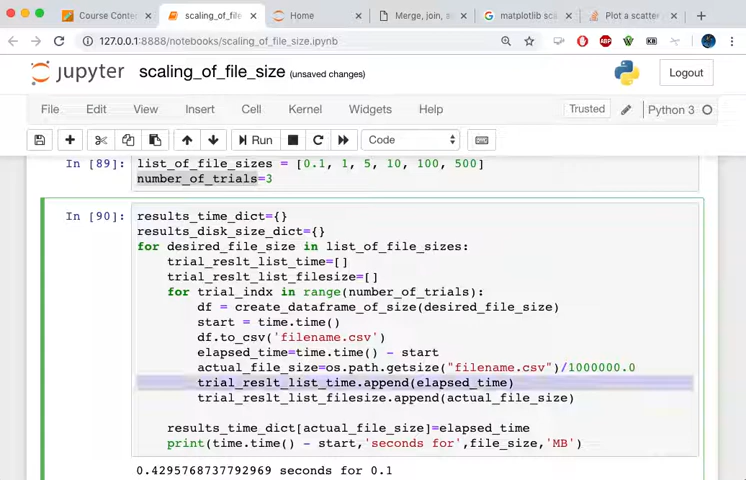 Course Conte
scaling_of_file_s
Home
Merge, join, a
matplotlib sca
Plot a scatter
127.0.0.1:8888/notebooks/scaling_of_file_size.ipynb
jupyter scaling_of_file_size (unsaved changes)
Logout
File Edit View Insert Cell Kernel Widgets Help
Trusted
Python 3
Run
Code
In [89]: list_of_file_sizes = [0.1, 1, 5, 10, 100, 500]
number_of_trials=3
In [90]: results_time_dict={}
results_disk_size_dict={}
for desired_file_size in list_of_file_sizes:
trial_reslt_list_time=[]
trial_reslt_list_filesize=[]
for trial_indx in range(number_of_trials):
df = create_dataframe_of_size(desired_file_size)
start = time.time()
df.to_csv('filename.csv')
elapsed_time=time.time() - start
actual_file_size=os.path.getsize("filename.csv")/1000000.0
trial_reslt_list_time.append(elapsed_time)
trial_reslt_list_filesize.append(actual_file_size)
results_time_dict[actual_file_size]=elapsed_time
print(time.time() - start,'seconds for',file_size,'MB')
0.4295768737792969 seconds for 0.1